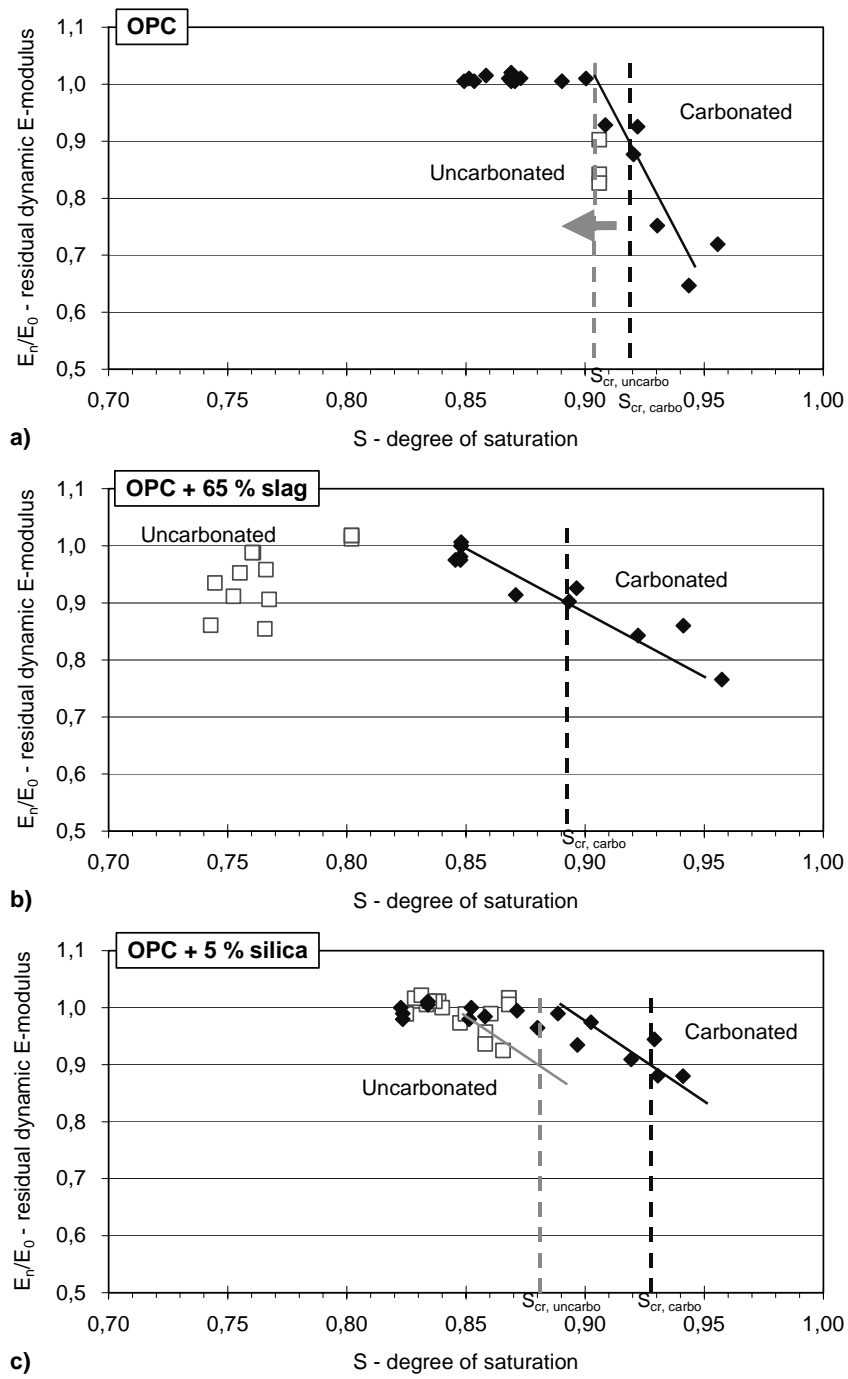 OPC
1,1
1,0
0,9
0,8
0,7
0,6
0,5
En/E0 - residual dynamic E-modulus
Carbonated
Uncarbonated
Scr, uncarbo
Scr, carbo
0,70 0,75 0,80 0,85 0,90 0,95 1,00
a) S - degree of saturation
OPC + 65 % slag
1,1
1,0
0,9
0,8
0,7
0,6
0,5
En/E0 - residual dynamic E-modulus
Uncarbonated
Carbonated
Scr, carbo
0,70 0,75 0,80 0,85 0,90 0,95 1,00
b) S - degree of saturation
OPC + 5 % silica
1,1
1,0
0,9
0,8
0,7
0,6
0,5
En/E0 - residual dynamic E-modulus
Carbonated
Uncarbonated
Scr, uncarbo Scr, carbo
0,70 0,75 0,80 0,85 0,90 0,95 1,00
c) S - degree of saturation